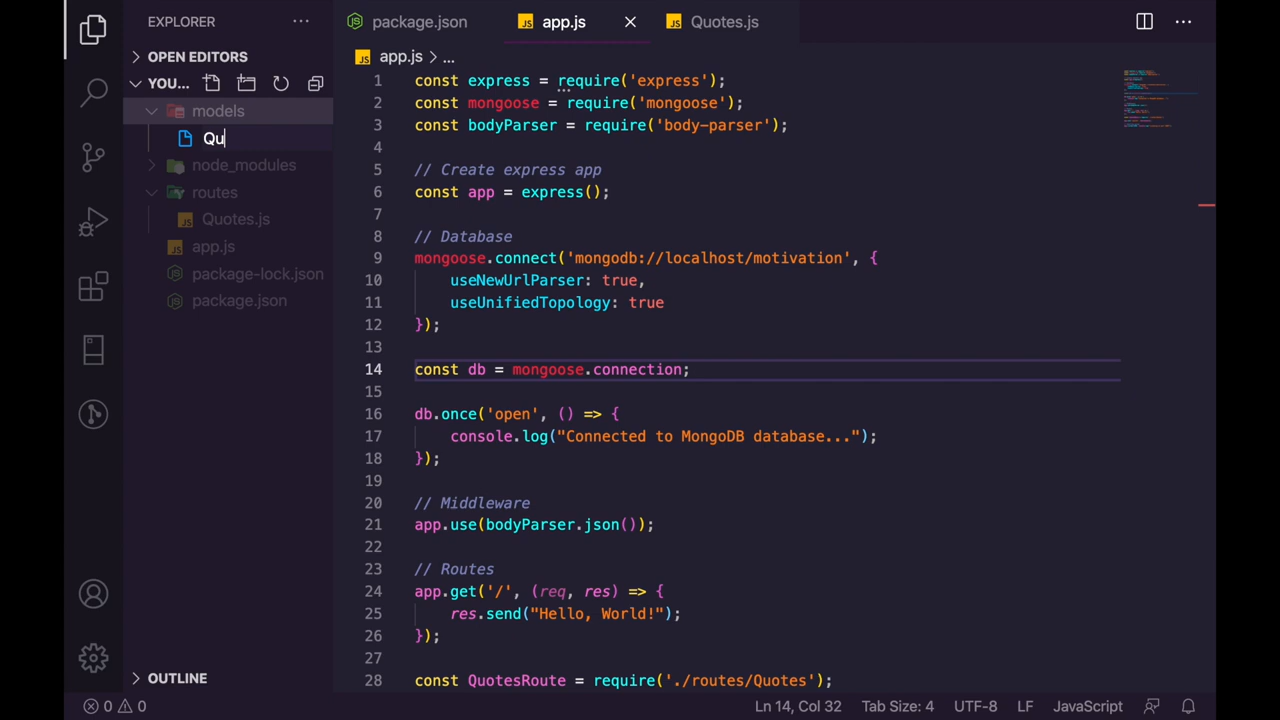 EXPLORER
OPEN EDITORS
YOU...
models
Qu
node_modules
routes
Quotes.js
app.js
package-lock.json
package.json
OUTLINE
package.json
JS app.js
JS Quotes.js
JS app.js > ...
1 const express = require('express');
2 const mongoose = require('mongoose');
3 const bodyParser = require('body-parser');
4
5 // Create express app
6 const app = express();
7
8 // Database
9 mongoose.connect('mongodb://localhost/motivation', {
10 useNewUrlParser: true,
11 useUnifiedTopology: true
12 });
13
14 const db = mongoose.connection;
15
16 db.once('open', () => {
17 console.log("Connected to MongoDB database...");
18 });
19
20 // Middleware
21 app.use(bodyParser.json());
22
23 // Routes
24 app.get('/', (req, res) => {
25 res.send("Hello, World!");
26 });
27
28 const QuotesRoute = require('./routes/Quotes');
0 0
Ln 14, Col 32 Tab Size: 4 UTF-8 LF JavaScript